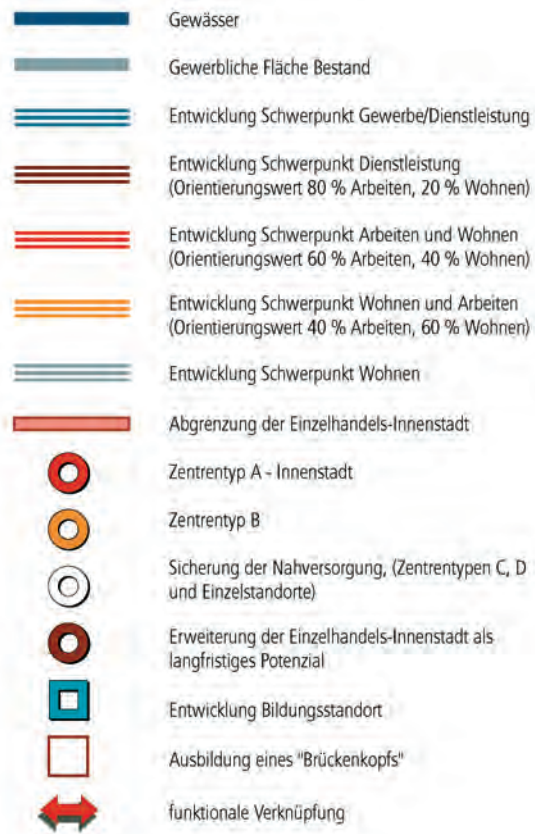 Gewässer
Gewerbliche Fläche Bestand
Entwicklung Schwerpunkt Gewerbe/Dienstleistung
Entwicklung Schwerpunkt Dienstleistung
(Orientierungswert 80 % Arbeiten, 20 % Wohnen)
Entwicklung Schwerpunkt Arbeiten und Wohnen
(Orientierungswert 60 % Arbeiten, 40 % Wohnen)
Entwicklung Schwerpunkt Wohnen und Arbeiten
(Orientierungswert 40 % Arbeiten, 60 % Wohnen)
Entwicklung Schwerpunkt Wohnen
Abgrenzung der Einzelhandels-Innenstadt
Zentrentyp A - Innenstadt
Zentrentyp B
Sicherung der Nahversorgung, (Zentrentypen C, D
und Einzelstandorte)
Erweiterung der Einzelhandels-Innenstadt als
langfristiges Potenzial
Entwicklung Bildungsstandort
Ausbildung eines "Brückenkopfs"
funktionale Verknüpfung